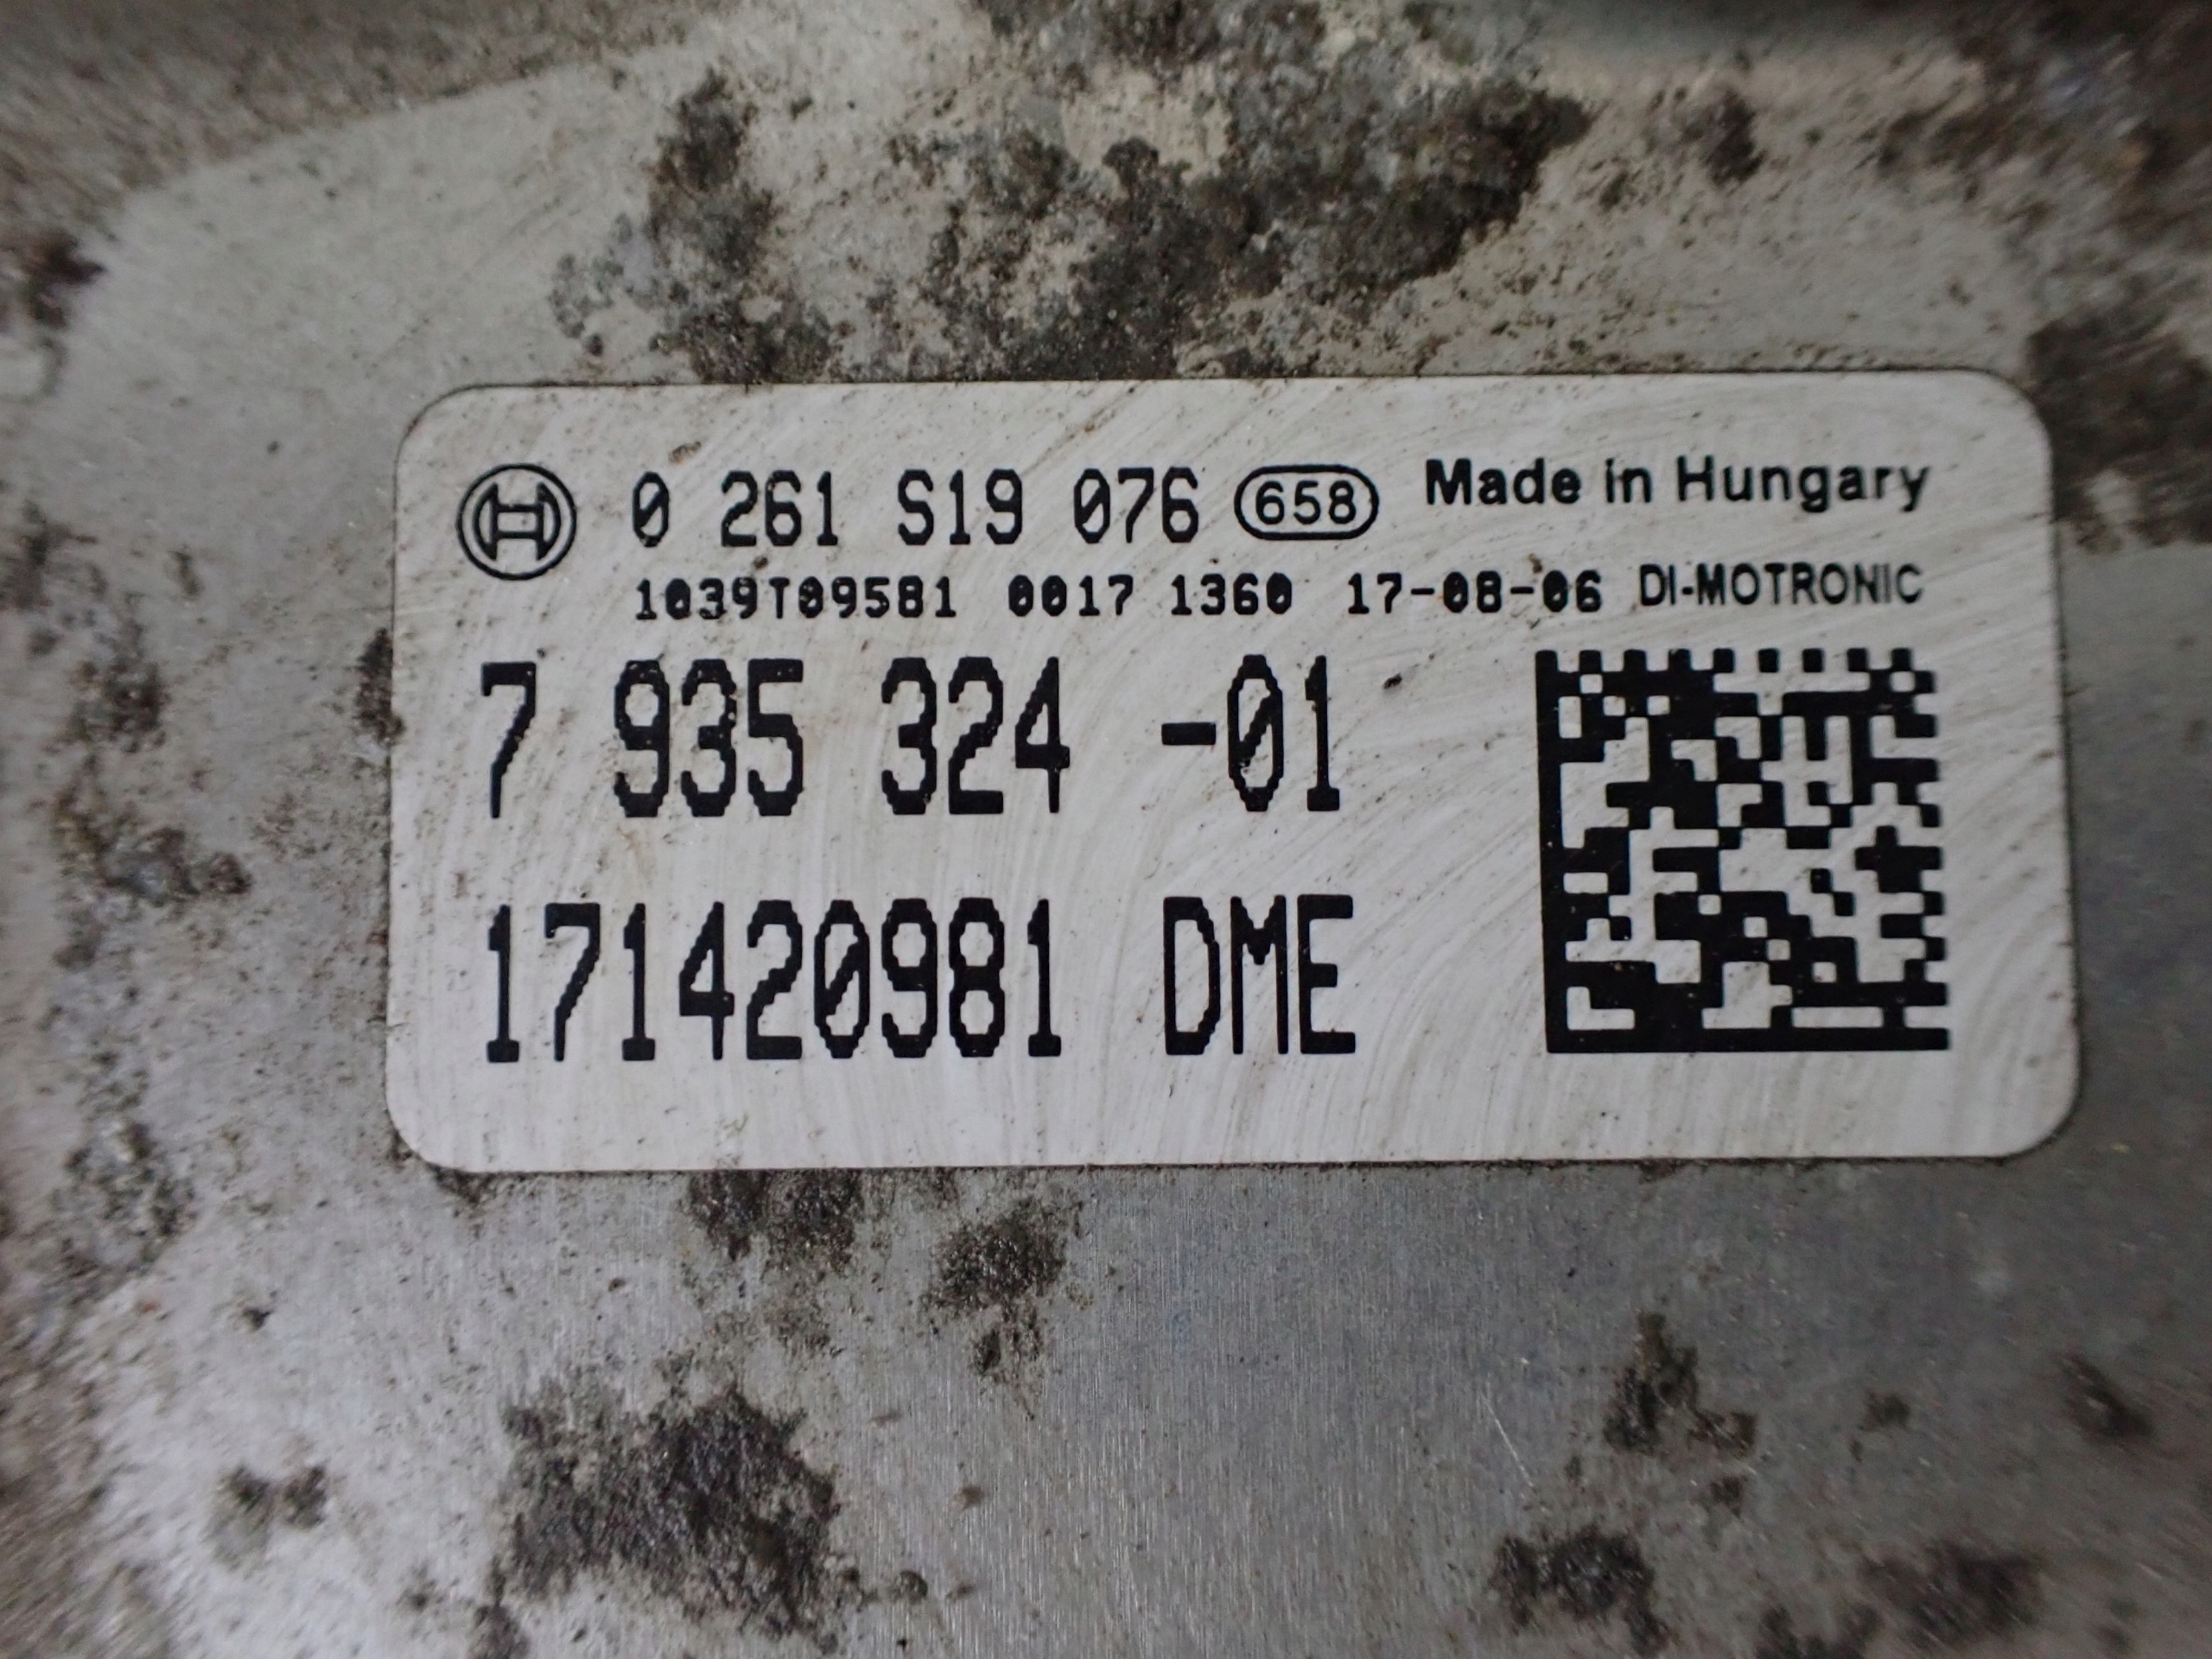 0 261 S19 076 658 Made in Hungary
1039T09581 0017 1360 17-08-06 DI-MOTRONIC
7 935 324 -01
171420981 DME